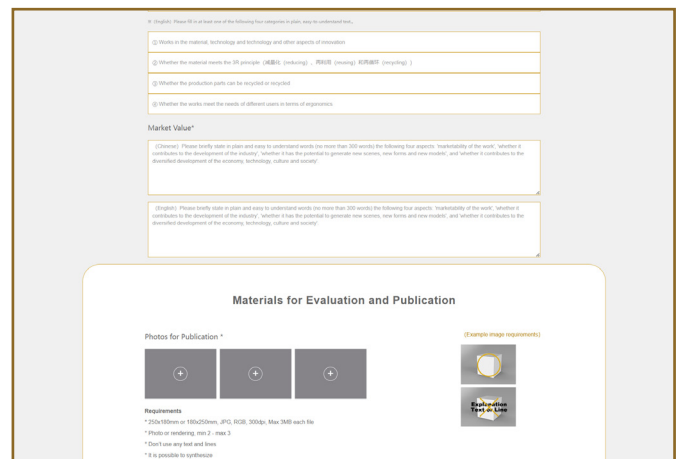 ※ (English) Please fill in at least one of the following four categories in plain, easy-to-understand text。
① Works in the material, technology and technology and other aspects of innovation
② Whether the material meets the 3R principle（减量化（reducing）、再利用（reusing）和再循环（recycling））
③ Whether the production parts can be recycled or recycled
④ Whether the works meet the needs of different users in terms of ergonomics
Market Value*
(Chinese) Please briefly state in plain and easy to understand words (no more than 300 words) the following four aspects: 'marketability of the work', 'whether it
contributes to the development of the industry', 'whether it has the potential to generate new scenes, new forms and new models', and 'whether it contributes to the
diversified development of the economy, technology, culture and society'
(English) Please briefly state in plain and easy to understand words (no more than 300 words) the following four aspects: 'marketability of the work', 'whether it
contributes to the development of the industry', 'whether it has the potential to generate new scenes, new forms and new models', and 'whether it contributes to the
diversified development of the economy, technology, culture and society'
Materials for Evaluation and Publication
Photos for Publication *
[Example image requirements]
Explanation
Text or Line
Requirements
* 250x180mm or 180x250mm, JPG, RGB, 300dpi, Max 3MB each file
* Photo or rendering, min 2 - max 3
* Don't use any text and lines
* It is possible to synthesize